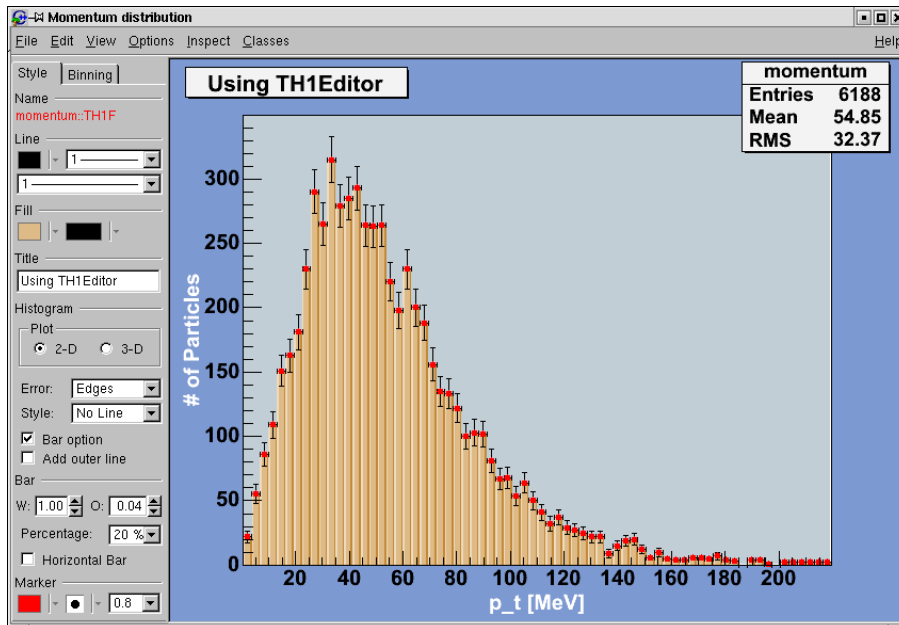 Momentum distribution
File Edit View Options Inspect Classes Help
Style Binning
Name
momentum::TH1F
Line
1
1
Fill
Title
Using TH1Editor
Histogram
Plot
2-D 3-D
Error: Edges
Style: No Line
Bar option
Add outer line
Bar
W: 1.00 O: 0.04
Percentage: 20 %
Horizontal Bar
Marker
0.8
Using TH1Editor
momentum
Entries 6188
Mean 54.85
RMS 32.37
# of Particles
300
250
200
150
100
50
0
20 40 60 80 100 120 140 160 180 200
p_t [MeV]